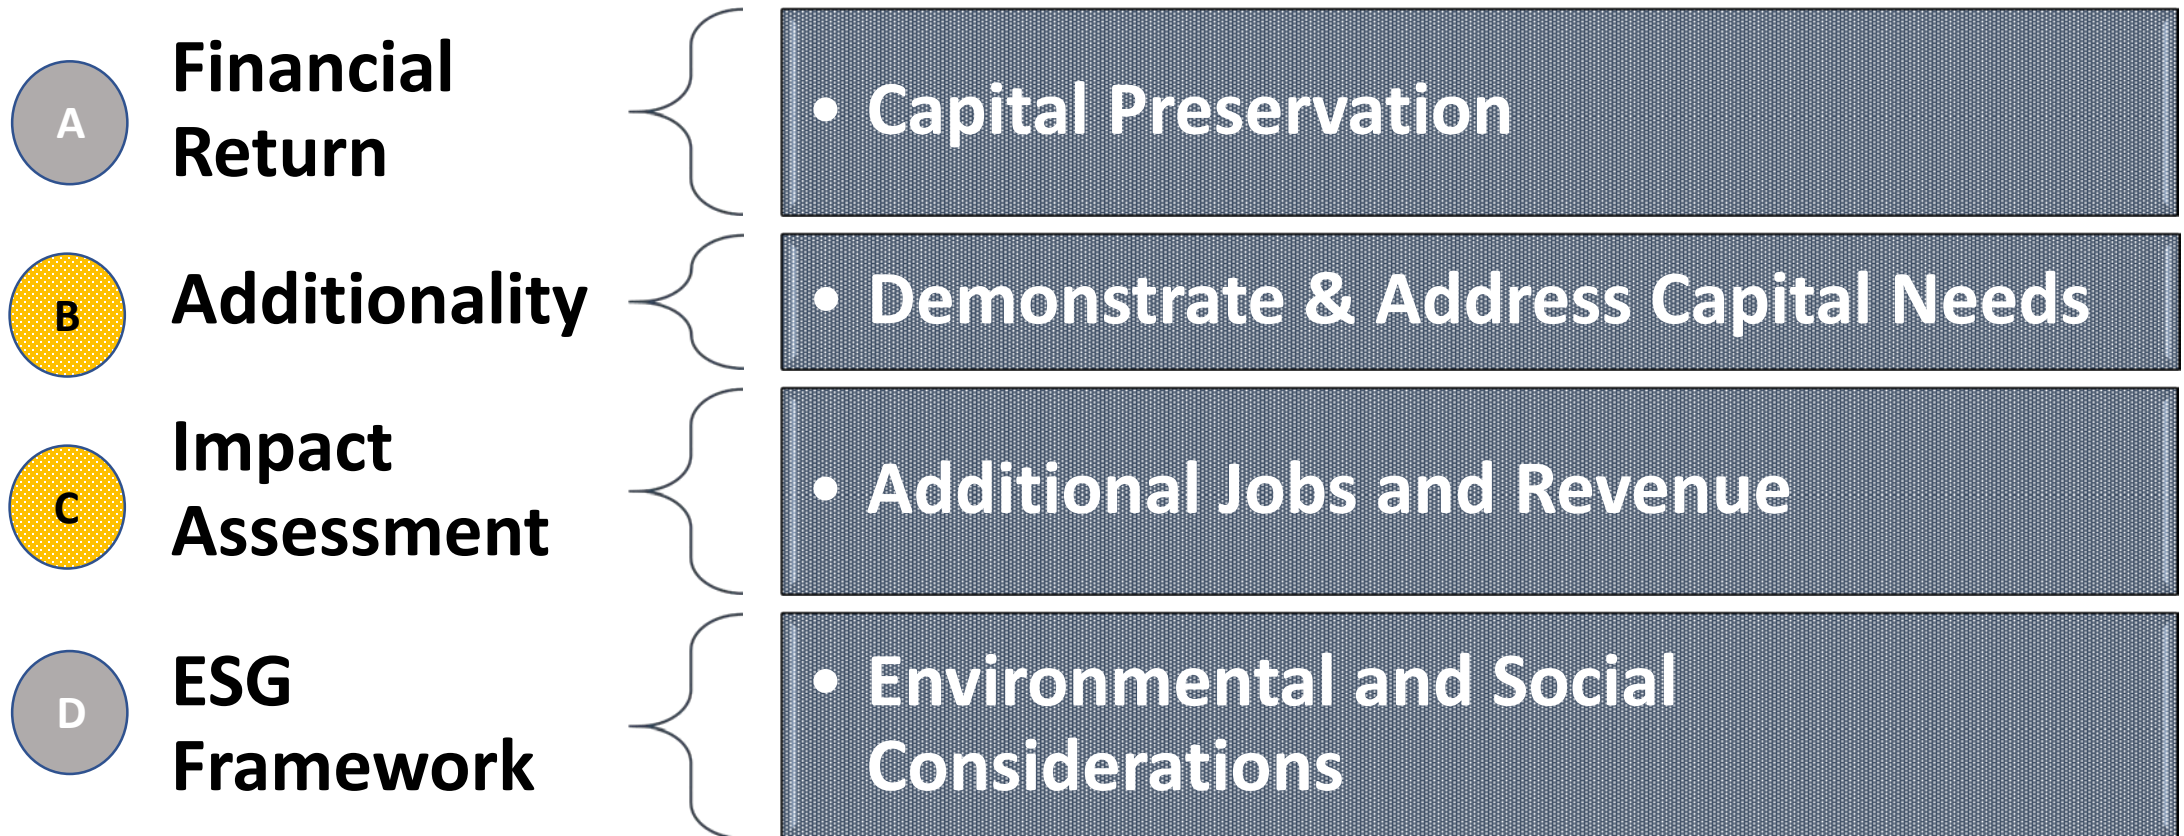 A
Financial
Return
• Capital Preservation
B
Additionality
• Demonstrate & Address Capital Needs
C
Impact
Assessment
• Additional Jobs and Revenue
D
ESG
Framework
• Environmental and Social
Considerations